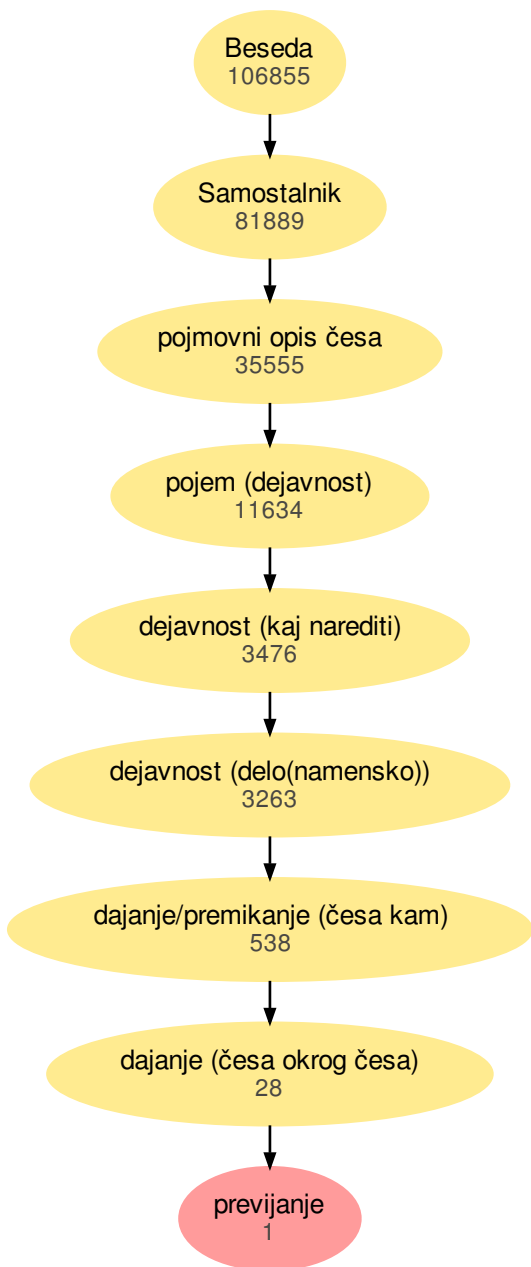 Beseda
106855
Samostalnik
81889
pojmovni opis česa
35555
pojem (dejavnost)
11634
dejavnost (kaj narediti)
3476
dejavnost (delo(namensko))
3263
dajanje/premikanje (česa kam)
538
dajanje (česa okrog česa)
28
previjanje
1